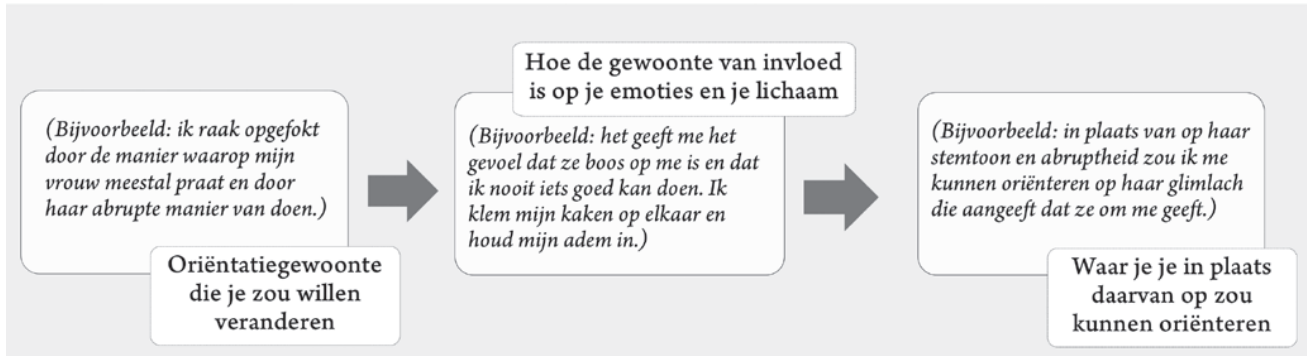 (Bijvoorbeeld: ik raak opgefokt
door de manier waarop mijn
vrouw meestal praat en door
haar abrupte manier van doen.)
Oriëntatiegewoonte
die je zou willen
veranderen
Hoe de gewoonte van invloed
is op je emoties en je lichaam
(Bijvoorbeeld: het geeft me het
gevoel dat ze boos op me is en dat
ik nooit iets goed kan doen. Ik
klem mijn kaken op elkaar en
houd mijn adem in.)
(Bijvoorbeeld: in plaats van op haar
stemtoon en abruptheid zou ik me
kunnen oriënteren op haar glimlach
die aangeeft dat ze om me geeft.)
Waar je je in plaats
daarvan op zou
kunnen oriënteren